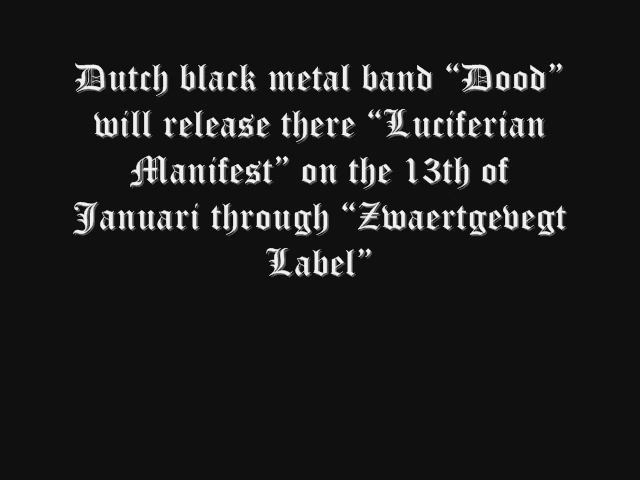 Dutch black metal band “Dood”
will release there “Luciferian
Manifest” on the 13th of
Januari through “Zwaertgevegt
Label”